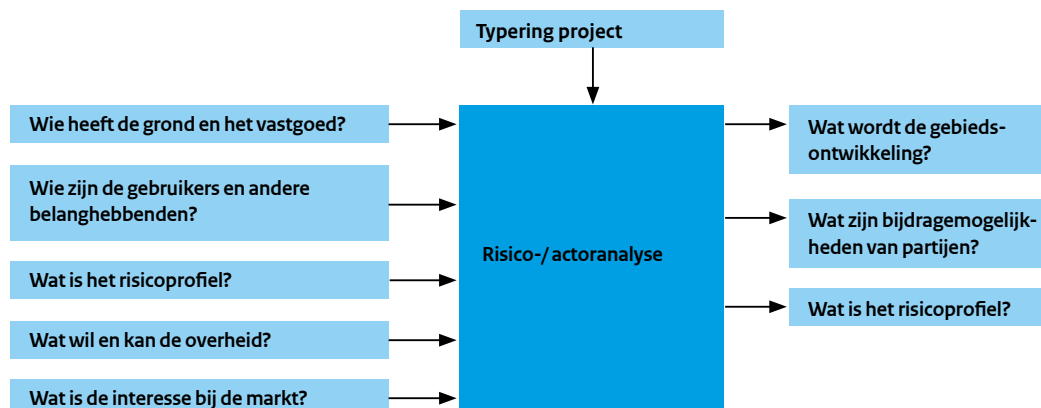 Typering project
Wie heeft de grond en het vastgoed?
Wie zijn de gebruikers en andere
belanghebbenden?
Wat is het risicoprofiel?
Wat wil en kan de overheid?
Wat is de interesse bij de markt?
Risico-/ actoranalyse
Wat wordt de gebieds-
ontwikkeling?
Wat zijn bijdragemogelijk-
heden van partijen?
Wat is het risicoprofiel?